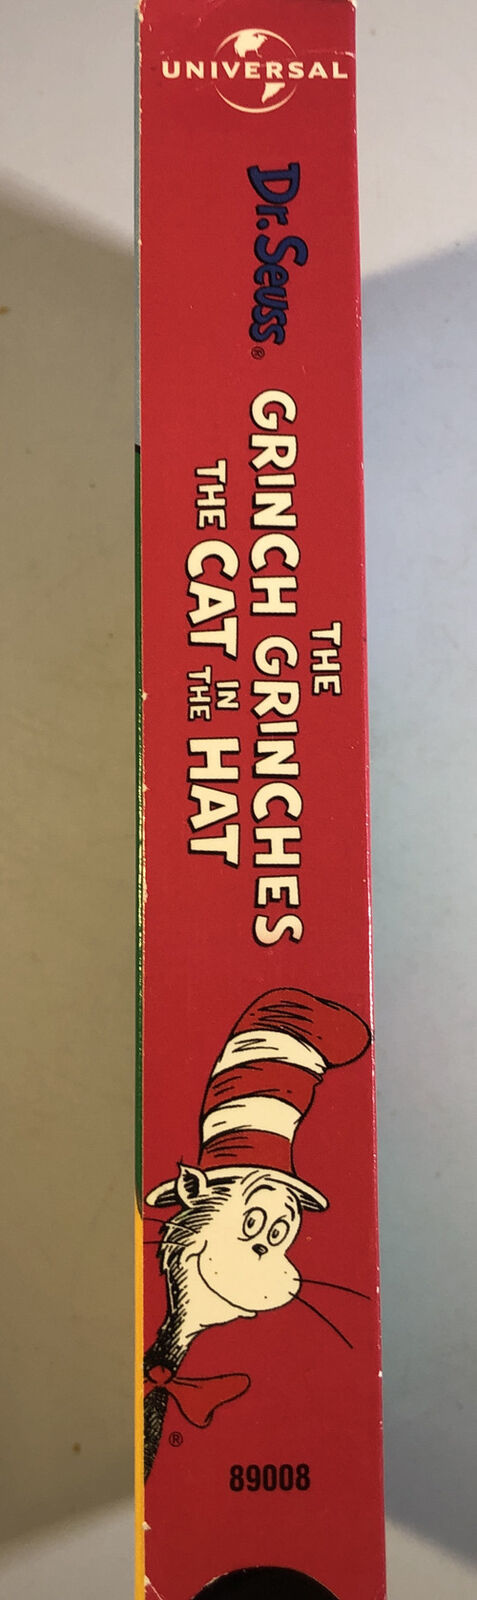 UNIVERSAL
Dr. Seuss®
THE
GRINCH GRINCHES
THE CAT IN THE HAT
®
89008